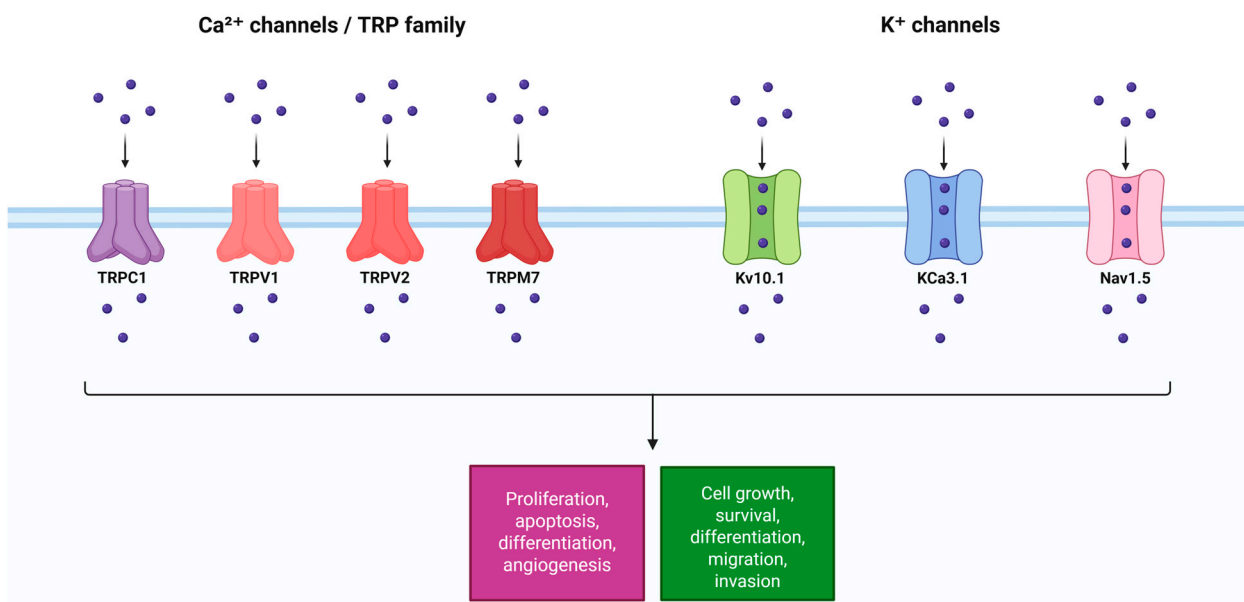 Ca²⁺ channels / TRP family
K⁺ channels
TRPC1
TRPV1
TRPV2
TRPM7
Kv10.1
KCa3.1
Nav1.5
Proliferation,
apoptosis,
differentiation,
angiogenesis
Cell growth,
survival,
differentiation,
migration,
invasion